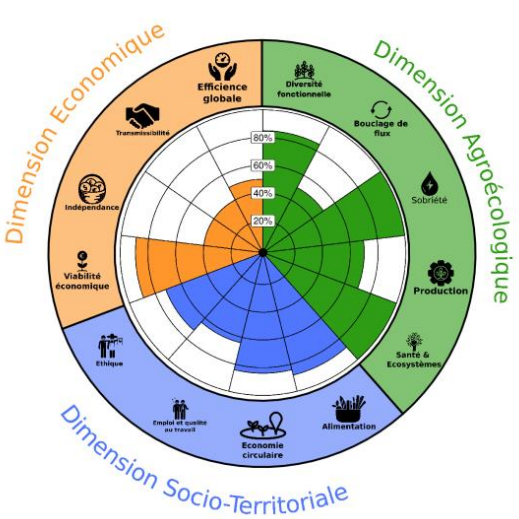 Dimension Economique
Dimension Agroécologique
Efficience
globale
Diversité
fonctionnelle
Transmissibilité
Bouclage de
flux
80%
60%
40%
20%
Indépendance
Sobriété
Viabilité
économique
Production
Ethique
Santé &
Ecosystèmes
Emploi et qualité
au travail
Economie
circulaire
Alimentation
Dimension Socio-Territoriale